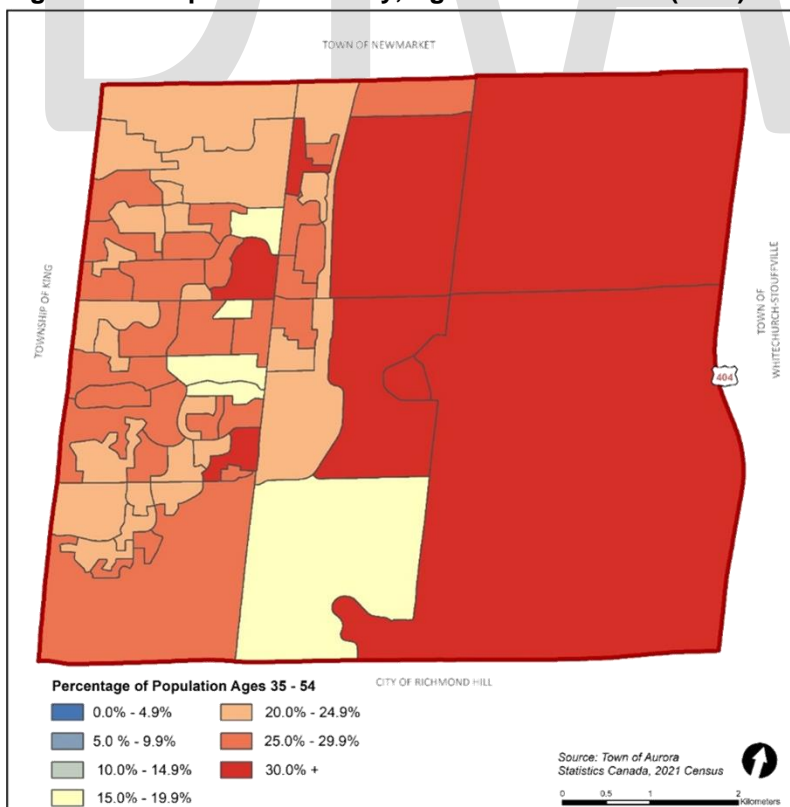 TOWN OF NEWMARKET
TOWNSHIP OF KING
TOWN OF
WHITECHURCH-STOUFFVILLE
404
CITY OF RICHMOND HILL
Percentage of Population Ages 35 - 54
0.0% - 4.9%
5.0 % - 9.9%
10.0% - 14.9%
15.0% - 19.9%
20.0% - 24.9%
25.0% - 29.9%
30.0% +
Source: Town of Aurora
Statistics Canada, 2021 Census
0 0.5 1 2
Kilometers